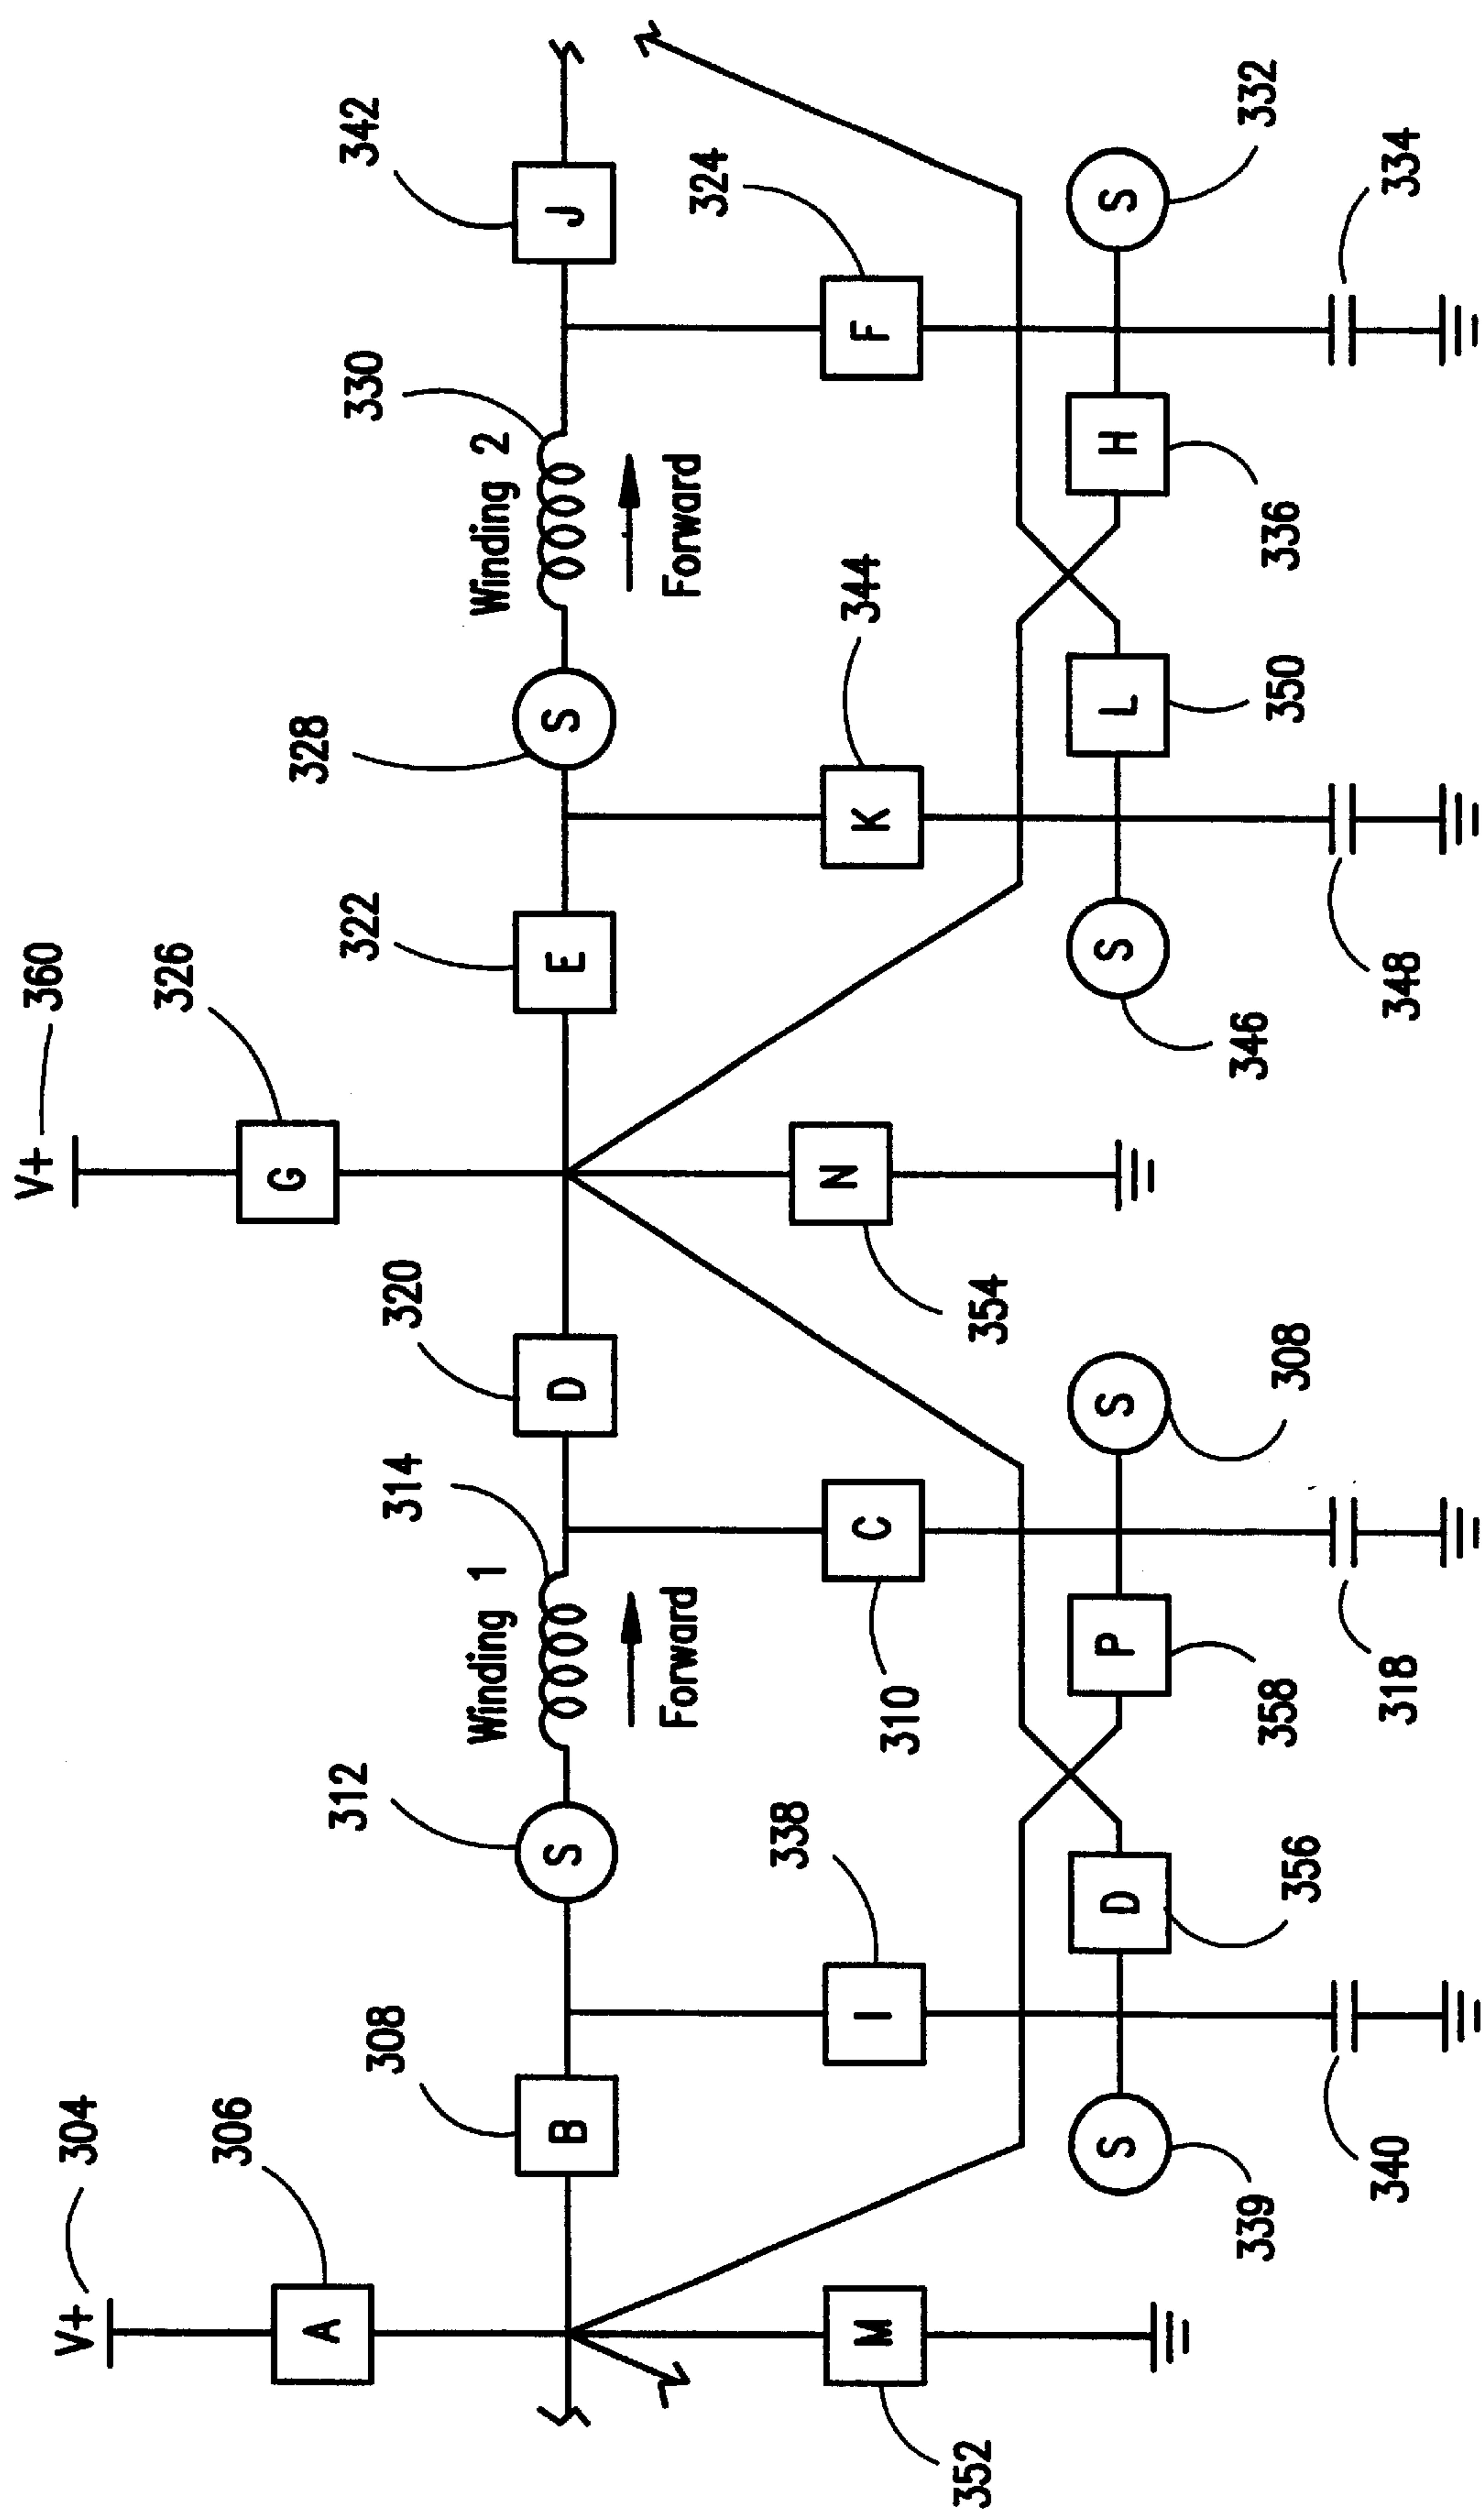 V+
360
V+
304
326
G
306
A
342
J
330
Winding 2
328
S
322
E
320
D
314
Winding 1
312
S
308
B
Forward
Forward
324
F
344
K
N
354
C
310
338
I
M
352
332
S
H
336
L
350
S
346
S
308
P
358
D
356
S
339
334
348
318
340